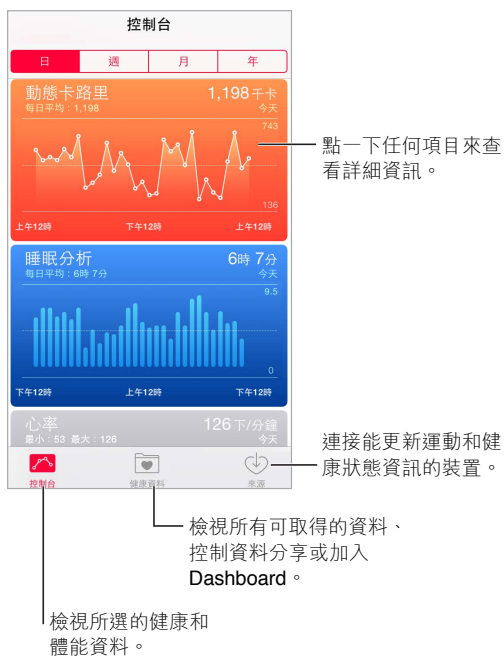 控制台
日 週 月 年
動態卡路里 1,198千卡
每日平均：1,198 今天
743
136
上午12時 下午12時 上午12時
點一下任何項目來查
看詳細資訊。
睡眠分析 6時 7分
每日平均：6時 7分 今天
9.5
0
下午12時 上午12時 下午12時
心率 126下/分鐘
最小：53 最大：126 今天
控制台 健康資料 來源
連接能更新運動和健
康狀態資訊的裝置。
檢視所有可取得的資料、
控制資料分享或加入
Dashboard。
檢視所選的健康和
體能資料。